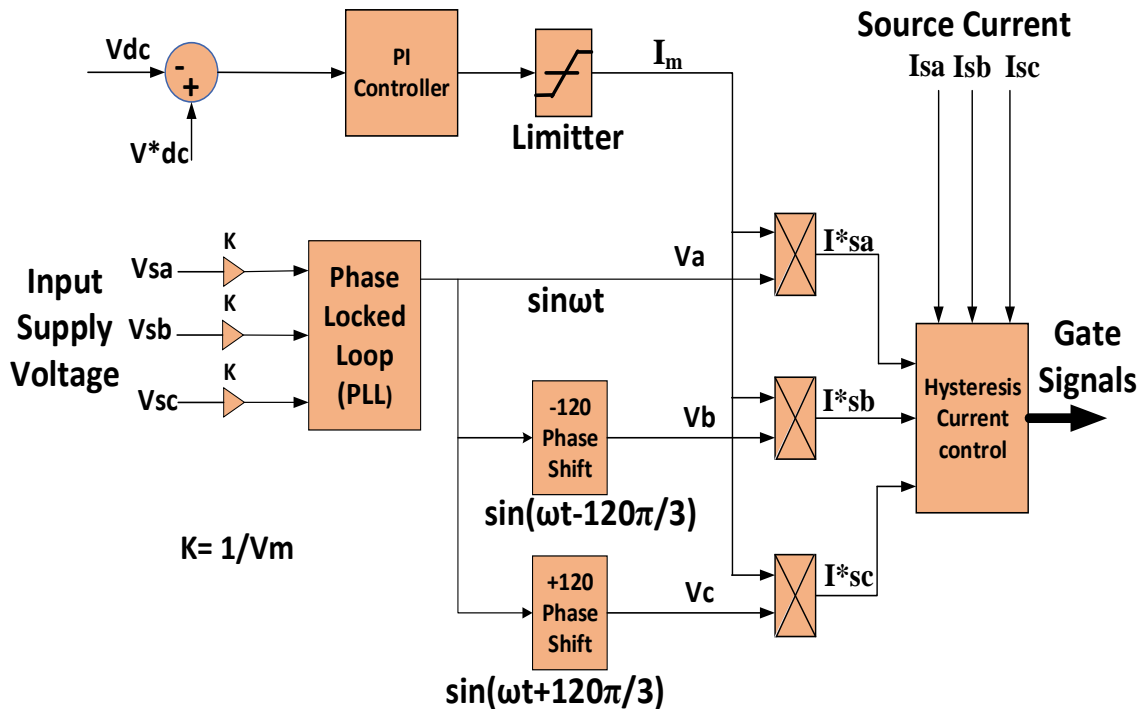 Source Current
Vdc
-
+
V*dc
PI
Controller
Limitter
Im
Isa Isb Isc
Input
Supply
Voltage
Vsa
K
Vsb
K
Vsc
K
Phase
Locked
Loop
(PLL)
sinωt
Va
I*sa
-120
Phase
Shift
Vb
I*sb
sin(ωt-120π/3)
+120
Phase
Shift
Vc
I*sc
sin(ωt+120π/3)
K= 1/Vm
Hysteresis
Current
control
Gate
Signals